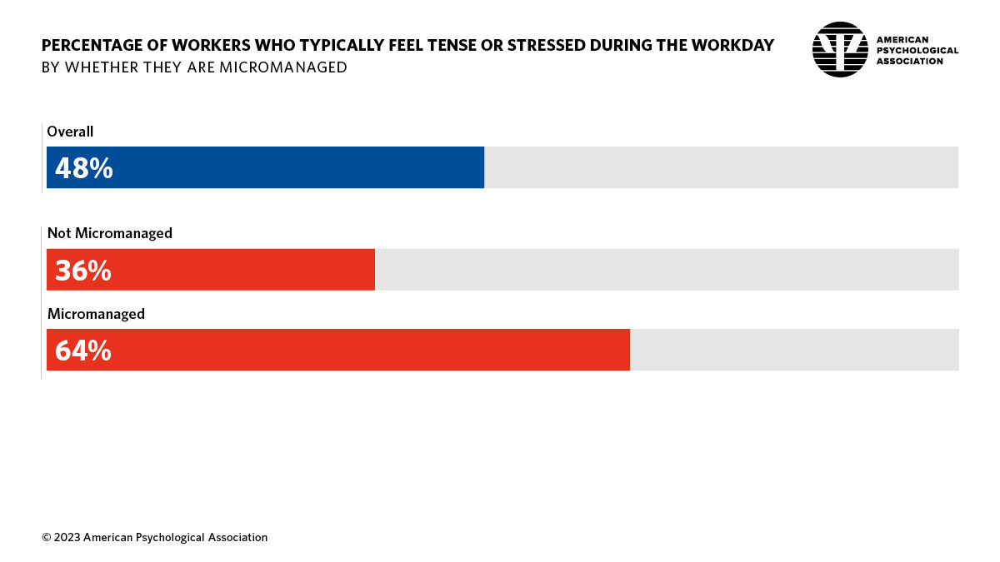 PERCENTAGE OF WORKERS WHO TYPICALLY FEEL TENSE OR STRESSED DURING THE WORKDAY
BY WHETHER THEY ARE MICROMANAGED
AMERICAN
PSYCHOLOGICAL
ASSOCIATION
Overall
48%
Not Micromanaged
36%
Micromanaged
64%
© 2023 American Psychological Association